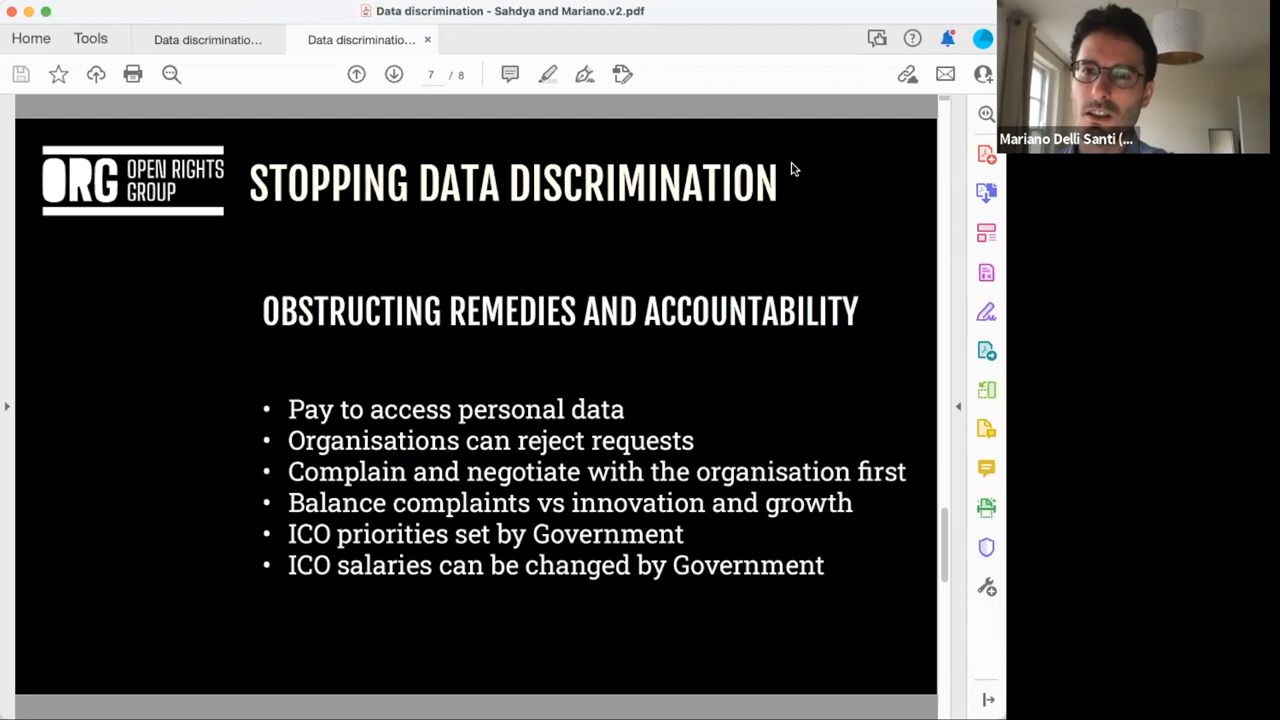 Data discrimination - Sahdya and Mariano.v2.pdf
Home
Tools
Data discriminatio...
Data discriminatio...
7 / 8
Mariano Delli Santi (...
ORG OPEN RIGHTS GROUP
STOPPING DATA DISCRIMINATION
OBSTRUCTING REMEDIES AND ACCOUNTABILITY
• Pay to access personal data
• Organisations can reject requests
• Complain and negotiate with the organisation first
• Balance complaints vs innovation and growth
• ICO priorities set by Government
• ICO salaries can be changed by Government